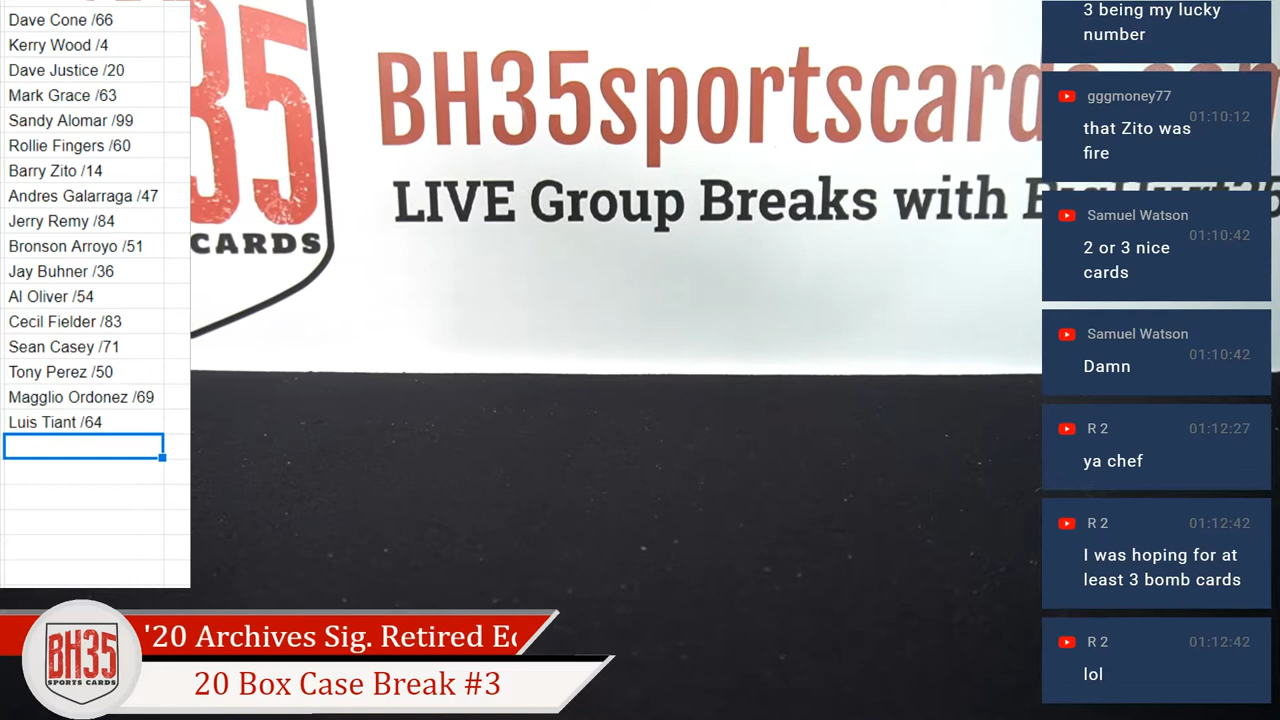 Dave Cone /66
Kerry Wood /4
Dave Justice /20
Mark Grace /63
Sandy Alomar /99
Rollie Fingers /60
Barry Zito /14
Andres Galarraga /47
Jerry Remy /84
Bronson Arroyo /51
Jay Buhner /36
Al Oliver /54
Cecil Fielder /83
Sean Casey /71
Tony Perez /50
Magglio Ordonez /69
Luis Tiant /64
35
CARDS
BH35sportscards.com
LIVE Group Breaks with BigHurt35
3 being my lucky
number
gggmoney77
01:10:12
that Zito was
fire
Samuel Watson
01:10:42
2 or 3 nice
cards
Samuel Watson
01:10:42
Damn
R 2
01:12:27
ya chef
R 2
01:12:42
I was hoping for at
least 3 bomb cards
R 2
01:12:42
lol
BH35
SPORTS CARDS
'20 Archives Sig. Retired Ec
20 Box Case Break #3